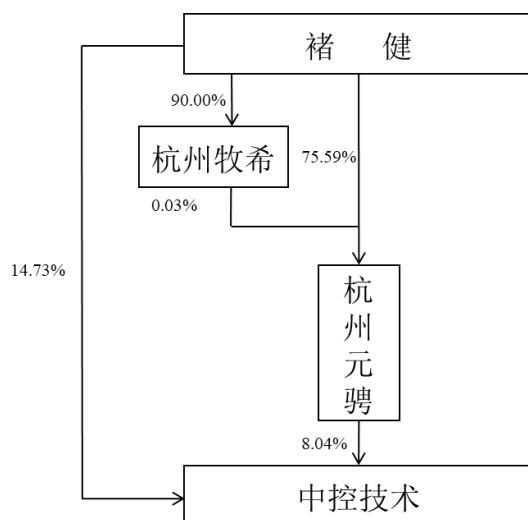 褚 健
90.00%
杭州牧希
75.59%
0.03%
14.73%
杭
州
元
骋
8.04%
中控技术